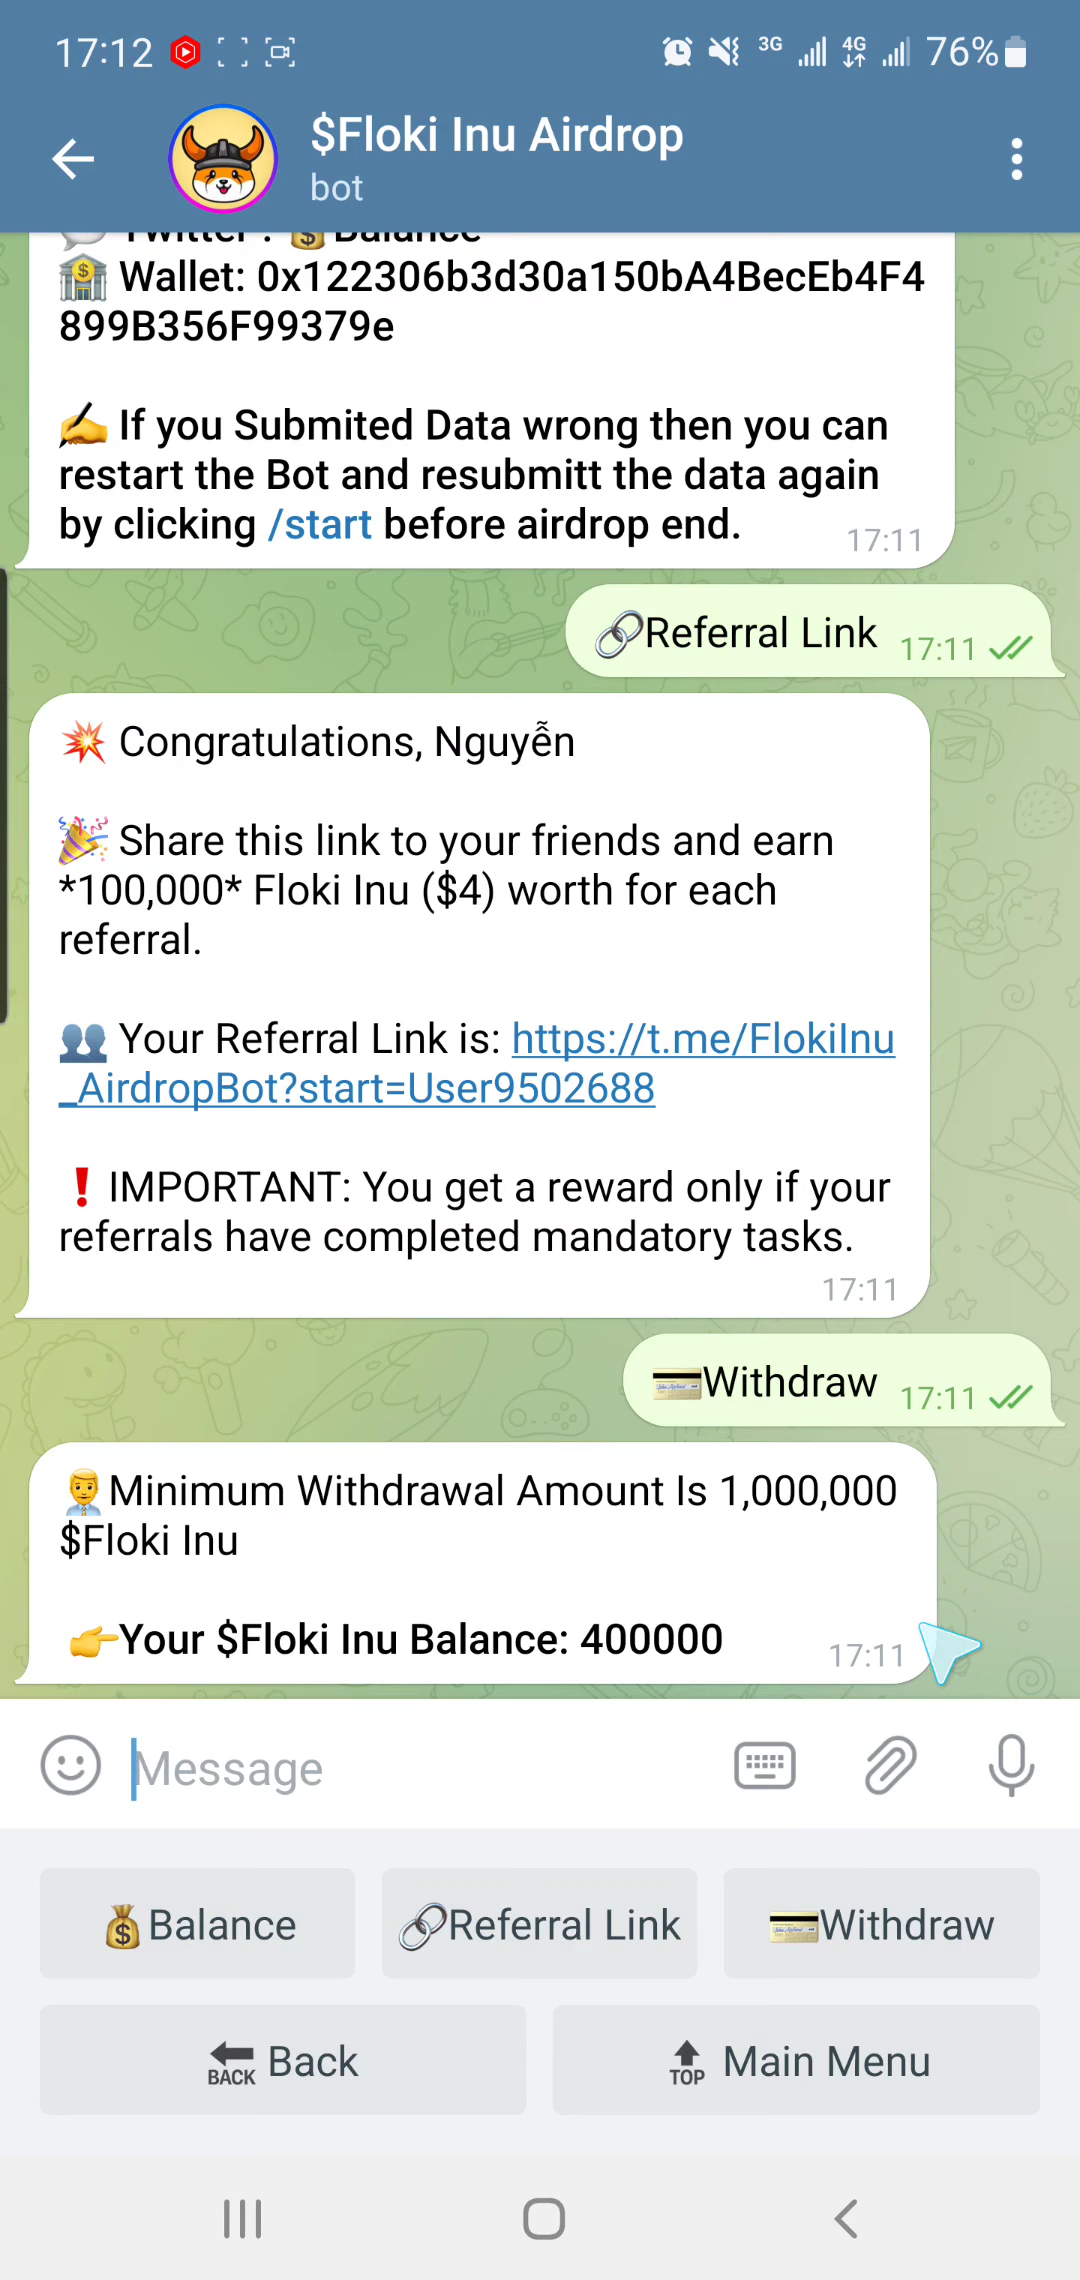 17:12 3G 4G 76%
$Floki Inu Airdrop
bot
Twitter : 💰Balance
🏦 Wallet: 0x122306b3d30a150bA4BecEb4F4
899B356F99379e
✍️ If you Submited Data wrong then you can
restart the Bot and resubmitt the data again
by clicking /start before airdrop end.
17:11
🔗Referral Link 17:11
💥 Congratulations, Nguyễn
🎉 Share this link to your friends and earn
*100,000* Floki Inu ($4) worth for each
referral.
👥 Your Referral Link is: https://t.me/FlokiInu
_AirdropBot?start=User9502688
❗ IMPORTANT: You get a reward only if your
referrals have completed mandatory tasks.
17:11
💳Withdraw 17:11
👨‍💼Minimum Withdrawal Amount Is 1,000,000
$Floki Inu
👉Your $Floki Inu Balance: 400000
17:11
Message
💰Balance 🔗Referral Link 💳Withdraw
🔙 Back 🔝 Main Menu